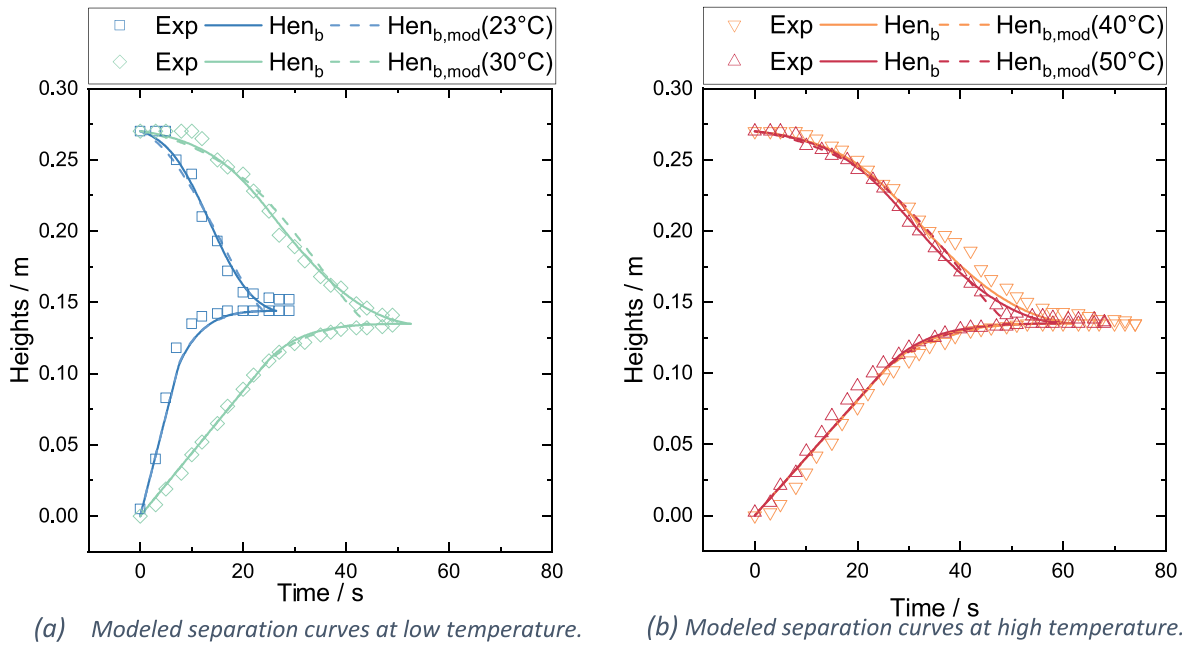 Exp Hen_b Hen_b,mod(23°C)
Exp Hen_b Hen_b,mod(30°C)
0.30
0.25
0.20
0.15
0.10
0.05
0.00
Heights / m
0 20 40 60 80
Time / s
(a) Modeled separation curves at low temperature.
Exp Hen_b Hen_b,mod(40°C)
Exp Hen_b Hen_b,mod(50°C)
0.30
0.25
0.20
0.15
0.10
0.05
0.00
Heights / m
0 20 40 60 80
Time / s
(b) Modeled separation curves at high temperature.